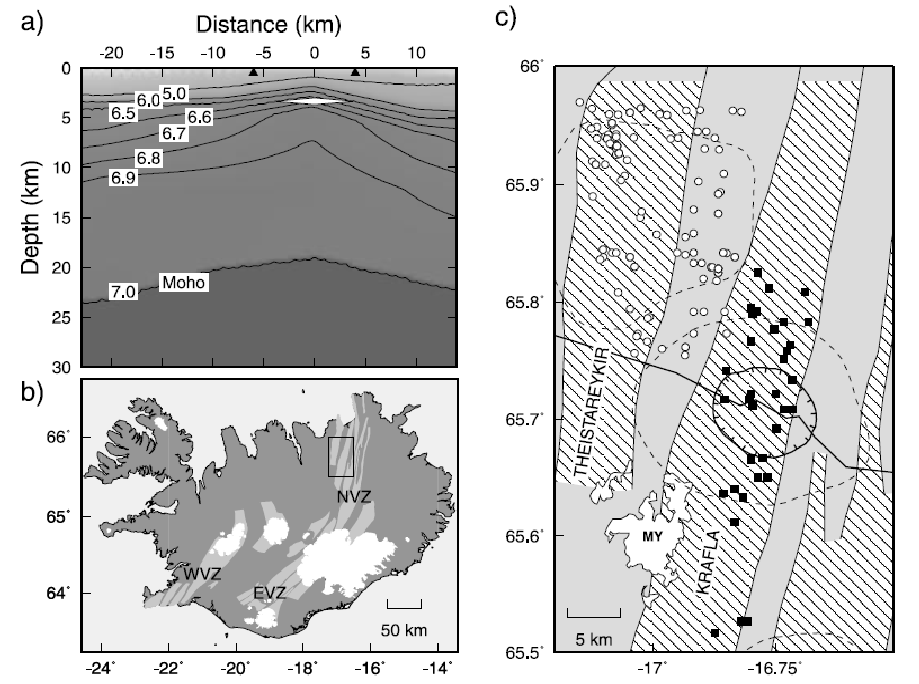 a)
Distance (km)
-20 -15 -10 -5 0 5 10
Depth (km)
0
5
10
15
20
25
30
5.0
6.0
6.5
6.6
6.7
6.8
6.9
Moho
7.0
b)
66˚
65˚
64˚
NVZ
WVZ
EVZ
50 km
-24˚ -22˚ -20˚ -18˚ -16˚ -14˚
c)
66˚
65.9˚
65.8˚
65.7˚
65.6˚
65.5˚
THEISTAREYKIR
MY
KRAFLA
5 km
-17˚ -16.75˚